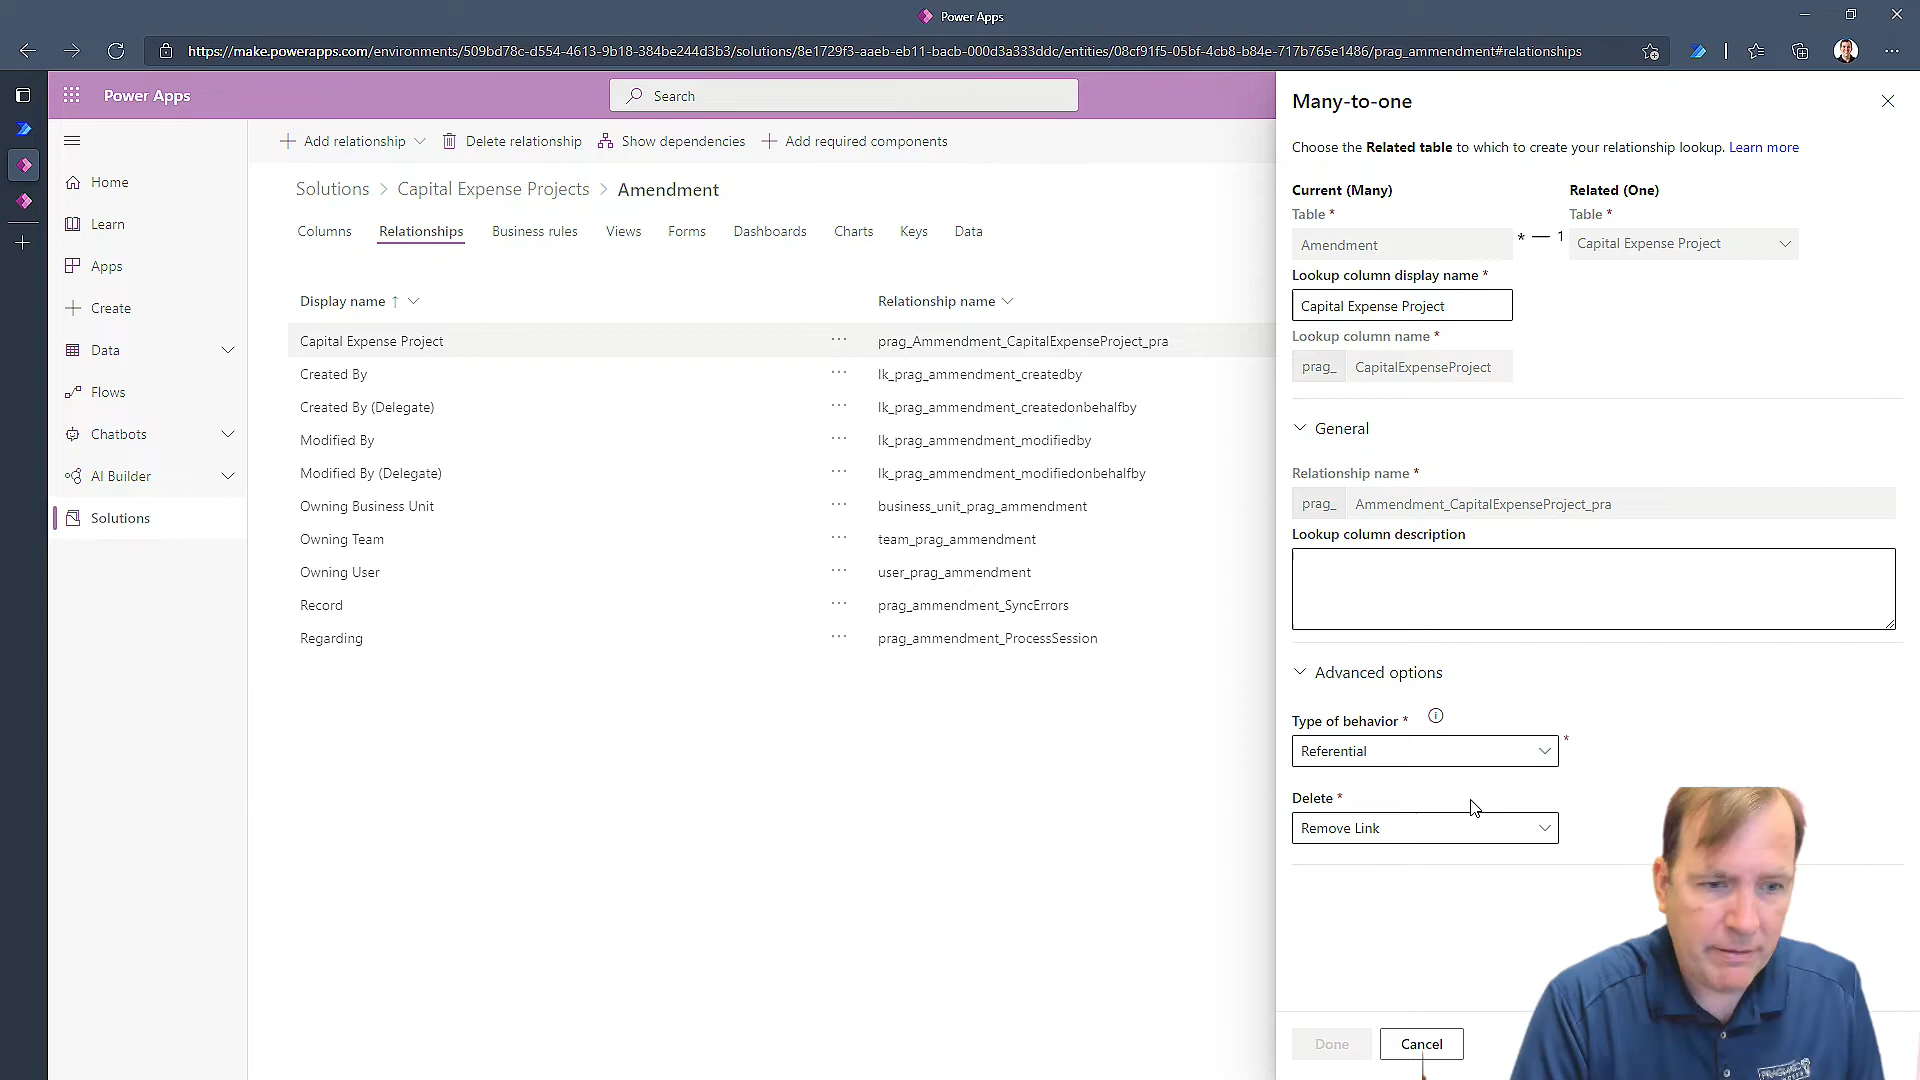 Power Apps
https://make.powerapps.com/environments/509bd78c-d554-4613-9b18-384be244d3b3/solutions/8e1729f3-aaeb-eb11-bacb-000d3a333ddc/entities/08cf91f5-05bf-4cb8-b84e-717b765e1486/prag_ammendment#relationships
Power Apps
Search
Home
Learn
Apps
Create
Data
Flows
Chatbots
AI Builder
Solutions
Add relationship
Delete relationship
Show dependencies
Add required components
Solutions > Capital Expense Projects > Amendment
Columns Relationships Business rules Views Forms Dashboards Charts Keys Data
Display name ↑ Relationship name
Capital Expense Project ··· prag_Ammendment_CapitalExpenseProject_pra
Created By ··· lk_prag_ammendment_createdby
Created By (Delegate) ··· lk_prag_ammendment_createdonbehalfby
Modified By ··· lk_prag_ammendment_modifiedby
Modified By (Delegate) ··· lk_prag_ammendment_modifiedonbehalfby
Owning Business Unit ··· business_unit_prag_ammendment
Owning Team ··· team_prag_ammendment
Owning User ··· user_prag_ammendment
Record ··· prag_ammendment_SyncErrors
Regarding ··· prag_ammendment_ProcessSession
Many-to-one
Choose the Related table to which to create your relationship lookup. Learn more
Current (Many) Related (One)
Table * Table *
Amendment * — 1 Capital Expense Project
Lookup column display name *
Capital Expense Project
Lookup column name *
prag_ CapitalExpenseProject
General
Relationship name *
prag_ Ammendment_CapitalExpenseProject_pra
Lookup column description
Advanced options
Type of behavior *
Referential *
Delete *
Remove Link
Done Cancel